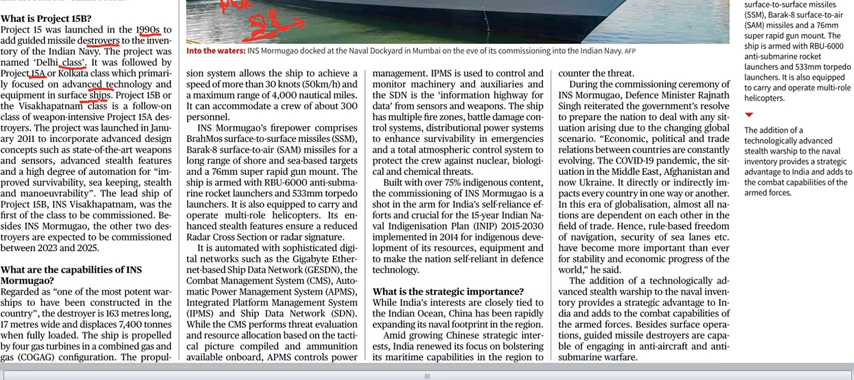 Into the waters: INS Mormugao docked at the Naval Dockyard in Mumbai on the eve of its commissioning into the Indian Navy. AFP
What is Project 15B?
Project 15 was launched in the 1990s to
add guided missile destroyers to the inven-
tory of the Indian Navy. The project was
named ‘Delhi class’. It was followed by
Project 15A or Kolkata class which primari-
ly focused on advanced technology and
equipment in surface ships. Project 15B or
the Visakhapatnam class is a follow-on
class of weapon-intensive Project 15A des-
troyers. The project was launched in Janu-
ary 2011 to incorporate advanced design
concepts such as state-of-the-art weapons
and sensors, advanced stealth features
and a high degree of automation for “im-
proved survivability, sea keeping, stealth
and manoeuvrability”. The lead ship of
Project 15B, INS Visakhapatnam, was the
first of the class to be commissioned. Be-
sides INS Mormugao, the other two des-
troyers are expected to be commissioned
between 2023 and 2025.
What are the capabilities of INS
Mormugao?
Regarded as “one of the most potent war-
ships to have been constructed in the
country”, the destroyer is 163 metres long,
17 metres wide and displaces 7,400 tonnes
when fully loaded. The ship is propelled
by four gas turbines in a combined gas and
gas (COGAG) configuration. The propul-
sion system allows the ship to achieve a
speed of more than 30 knots (50km/h) and
a maximum range of 4,000 nautical miles.
It can accommodate a crew of about 300
personnel.
INS Mormugao’s firepower comprises
BrahMos surface-to-surface missiles (SSM),
Barak-8 surface-to-air (SAM) missiles for a
long range of shore and sea-based targets
and a 76mm super rapid gun mount. The
ship is armed with RBU-6000 anti-subma-
rine rocket launchers and 533mm torpedo
launchers. It is also equipped to carry and
operate multi-role helicopters. Its en-
hanced stealth features ensure a reduced
Radar Cross Section or radar signature.
It is automated with sophisticated digi-
tal networks such as the Gigabyte Ether-
net-based Ship Data Network (GESDN), the
Combat Management System (CMS), Auto-
matic Power Management System (APMS),
Integrated Platform Management System
(IPMS) and Ship Data Network (SDN).
While the CMS performs threat evaluation
and resource allocation based on the tacti-
cal picture compiled and ammunition
available onboard, APMS controls power
management. IPMS is used to control and
monitor machinery and auxiliaries and
the SDN is the ‘information highway for
data’ from sensors and weapons. The ship
has multiple fire zones, battle damage con-
trol systems, distributional power systems
to enhance survivability in emergencies
and a total atmospheric control system to
protect the crew against nuclear, biologi-
cal and chemical threats.
Built with over 75% indigenous content,
the commissioning of INS Mormugao is a
shot in the arm for India’s self-reliance ef-
forts and crucial for the 15-year Indian Na-
val Indigenisation Plan (INIP) 2015-2030
implemented in 2014 for indigenous deve-
lopment of its resources, equipment and
to make the nation self-reliant in defence
technology.
What is the strategic importance?
While India’s interests are closely tied to
the Indian Ocean, China has been rapidly
expanding its naval footprint in the region.
Amid growing Chinese strategic inter-
ests, India renewed its focus on bolstering
its maritime capabilities in the region to
counter the threat.
During the commissioning ceremony of
INS Mormugao, Defence Minister Rajnath
Singh reiterated the government’s resolve
to prepare the nation to deal with any sit-
uation arising due to the changing global
scenario. “Economic, political and trade
relations between countries are constantly
evolving. The COVID-19 pandemic, the sit-
uation in the Middle East, Afghanistan and
now Ukraine. It directly or indirectly im-
pacts every country in one way or another.
In this era of globalisation, almost all na-
tions are dependent on each other in the
field of trade. Hence, rule-based freedom
of navigation, security of sea lanes etc.
have become more important than ever
for stability and economic progress of the
world,” he said.
The addition of a technologically ad-
vanced stealth warship to the naval inven-
tory provides a strategic advantage to In-
dia and adds to the combat capabilities of
the armed forces. Besides surface opera-
tions, guided missile destroyers are capa-
ble of engaging in anti-aircraft and anti-
submarine warfare.
surface-to-surface missiles
(SSM), Barak-8 surface-to-air
(SAM) missiles and a 76mm
super rapid gun mount. The
ship is armed with RBU-6000
anti-submarine rocket
launchers and 533mm torpedo
launchers. It is also equipped
to carry and operate multi-role
helicopters.
The addition of a
technologically advanced
stealth warship to the naval
inventory provides a strategic
advantage to India and adds to
the combat capabilities of the
armed forces.